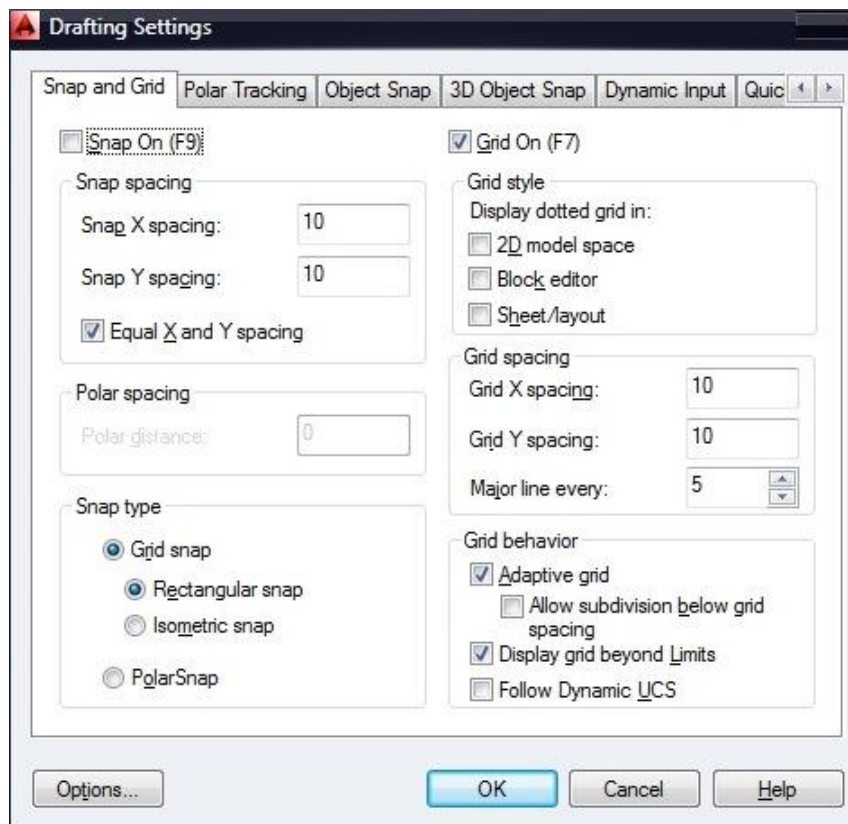 Drafting Settings
Snap and Grid Polar Tracking Object Snap 3D Object Snap Dynamic Input Quic
Snap On (F9)
Snap spacing
Snap X spacing: 10
Snap Y spacing: 10
Equal X and Y spacing
Polar spacing
Polar distance: 0
Snap type
Grid snap
Rectangular snap
Isometric snap
PolarSnap
Grid On (F7)
Grid style
Display dotted grid in:
2D model space
Block editor
Sheet/layout
Grid spacing
Grid X spacing: 10
Grid Y spacing: 10
Major line every: 5
Grid behavior
Adaptive grid
Allow subdivision below grid
spacing
Display grid beyond Limits
Follow Dynamic UCS
Options... OK Cancel Help